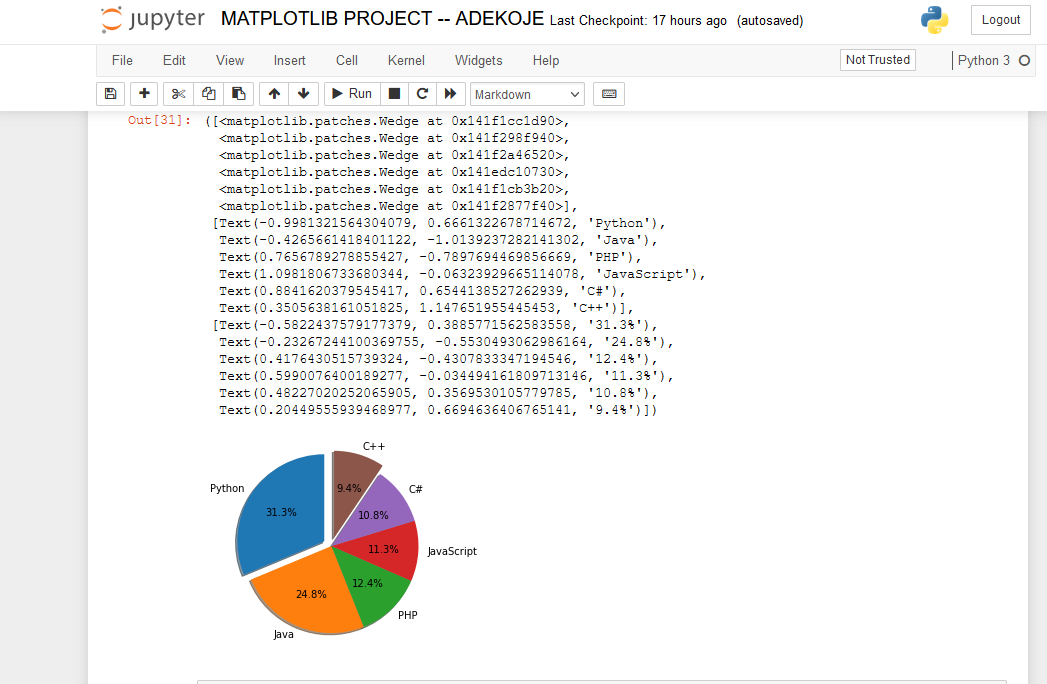 jupyter MATPLOTLIB PROJECT -- ADEKOJE Last Checkpoint: 17 hours ago (autosaved) Logout
File Edit View Insert Cell Kernel Widgets Help Not Trusted Python 3
Run Markdown
Out[31]: ([<matplotlib.patches.Wedge at 0x141f1cc1d90>,
<matplotlib.patches.Wedge at 0x141f298f940>,
<matplotlib.patches.Wedge at 0x141f2a46520>,
<matplotlib.patches.Wedge at 0x141edc10730>,
<matplotlib.patches.Wedge at 0x141f1cb3b20>,
<matplotlib.patches.Wedge at 0x141f2877f40>],
[Text(-0.9981321564304079, 0.6661322678714672, 'Python'),
Text(-0.4265661418401122, -1.0139237282141302, 'Java'),
Text(0.7656789278855427, -0.7897694469856669, 'PHP'),
Text(1.0981806733680344, -0.06323929665114078, 'JavaScript'),
Text(0.8841620379545417, 0.6544138527262939, 'C#'),
Text(0.3505638161051825, 1.147651955445453, 'C++')],
[Text(-0.5822437579177379, 0.3885771562583558, '31.3%'),
Text(-0.23267244100369755, -0.5530493062986164, '24.8%'),
Text(0.4176430515739324, -0.4307833347194546, '12.4%'),
Text(0.5990076400189277, -0.034494161809713146, '11.3%'),
Text(0.48227020252065905, 0.3569530105779785, '10.8%'),
Text(0.20449555939468977, 0.6694636406765141, '9.4%')])
C++
Python 9.4% C#
31.3% 10.8%
11.3% JavaScript
12.4%
24.8%
PHP
Java